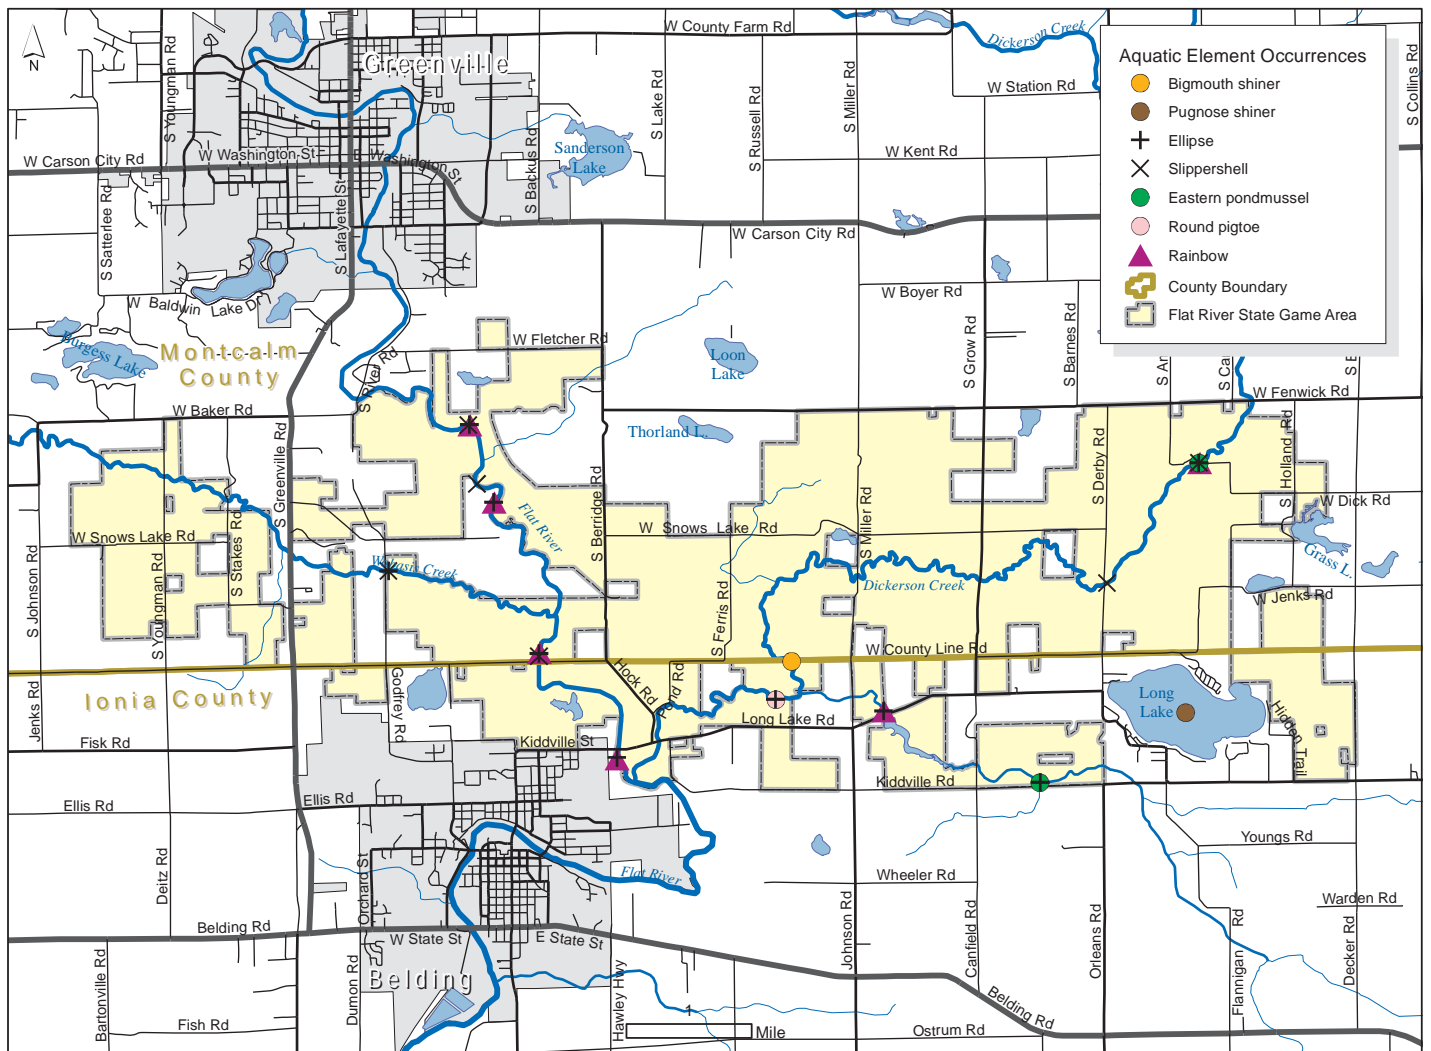 N
Greenville
W County Farm Rd
Dickerson Creek
W Station Rd
S Collins Rd
S Youngman Rd
S Lake Rd
S Russell Rd
S Miller Rd
Aquatic Element Occurrences
Bigmouth shiner
Pugnose shiner
Ellipse
Slippershell
Eastern pondmussel
Round pigtoe
Rainbow
County Boundary
Flat River State Game Area
W Carson City Rd
W Washington St
E Washington St
S Backus Rd
Sanderson
Lake
W Kent Rd
S Satterlee Rd
S Lafayette St
W Carson City Rd
W Baldwin Lake Dr
W Boyer Rd
Burgess Lake
Montcalm
County
S River Rd
W Fletcher Rd
Loon
Lake
S Grow Rd
S Barnes Rd
S Ar
S Ca
W Fenwick Rd
W Baker Rd
Thorland L.
S Greenville Rd
S Berridge Rd
S Derby Rd
S Holland Rd
W Dick Rd
W Snows Lake Rd
S Johnson Rd
S Youngman Rd
S Stakes Rd
Flat River
W Snows Lake Rd
S Miller Rd
Grass L.
Wabasis Creek
Dickerson Creek
S Ferris Rd
W Jenks Rd
W County Line Rd
Ionia County
Jenks Rd
Godfrey Rd
Hock Rd
Pond Rd
Long Lake Rd
Long
Lake
Hidden Trail
Fisk Rd
Kiddville St
Kiddville Rd
Ellis Rd
Ellis Rd
Youngs Rd
Deitz Rd
Orchard St
Flat River
Wheeler Rd
Warden Rd
Belding Rd
W State St
E State St
Johnson Rd
Canfield Rd
Orleans Rd
Flannigan Rd
Decker Rd
Belding
Bartonville Rd
Dumon Rd
Hawley Hwy
Belding Rd
Fish Rd
1
Mile
Ostrum Rd